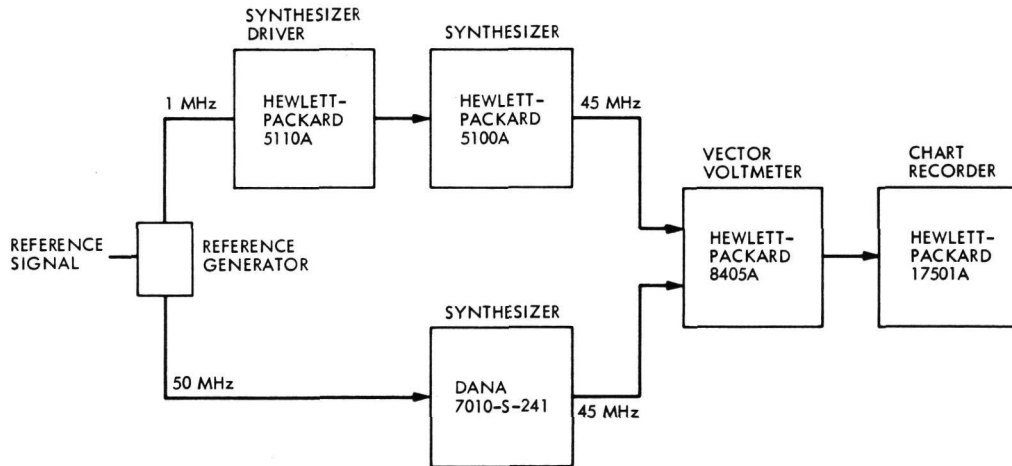 SYNTHESIZER
DRIVER
SYNTHESIZER
1 MHz
HEWLETT-
PACKARD
5110A
HEWLETT-
PACKARD
5100A
45 MHz
VECTOR
VOLTMETER
CHART
RECORDER
REFERENCE
SIGNAL
REFERENCE
GENERATOR
HEWLETT-
PACKARD
8405A
HEWLETT-
PACKARD
17501A
SYNTHESIZER
50 MHz
DANA
7010-S-241
45 MHz